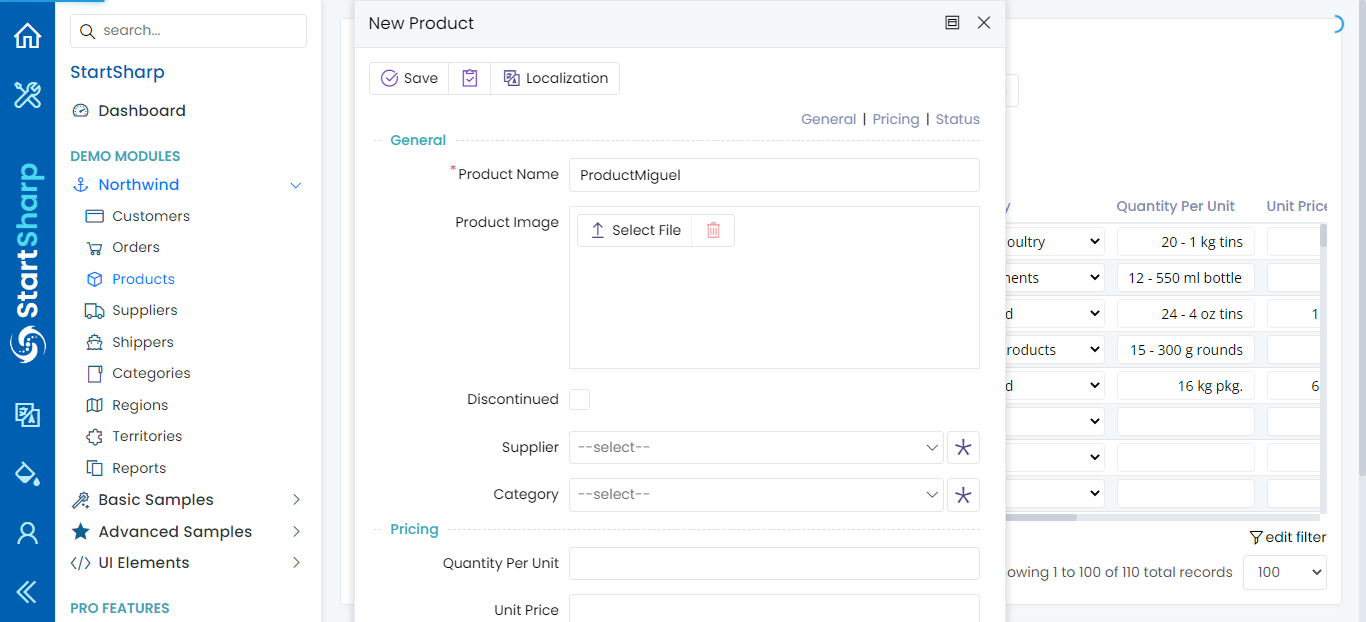 StartSharp
search...
StartSharp
Dashboard
DEMO MODULES
Northwind
Customers
Orders
Products
Suppliers
Shippers
Categories
Regions
Territories
Reports
Basic Samples
Advanced Samples
UI Elements
PRO FEATURES
New Product
Save
Localization
General | Pricing | Status
General
*Product Name
ProductMiguel
Product Image
Select File
Discontinued
Supplier
--select--
Category
--select--
Pricing
Quantity Per Unit
Unit Price
Quantity Per Unit
Unit Price
oultry 20 - 1 kg tins
nents 12 - 550 ml bottle
d 24 - 4 oz tins 1
roducts 15 - 300 g rounds
d 16 kg pkg. 6
edit filter
owing 1 to 100 of 110 total records
100